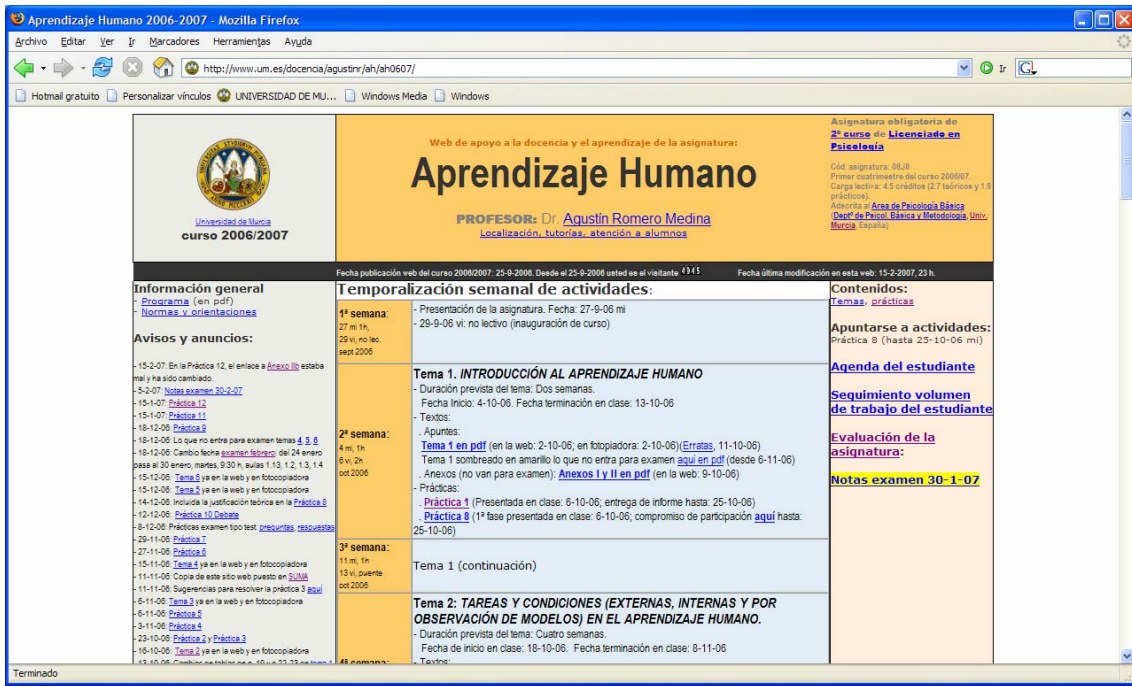 Aprendizaje Humano 2006-2007 - Mozilla Firefox
Archivo Editar Ver Ir Marcadores Herramientas Ayuda
http://www.um.es/docencia/agustinr/ah/ah0607/
Ir
Hotmail gratuito Personalizar vínculos UNIVERSIDAD DE MU... Windows Media Windows
Universidad de Murcia
curso 2006/2007
Web de apoyo a la docencia y el aprendizaje de la asignatura:
Aprendizaje Humano
PROFESOR: Dr. Agustín Romero Medina
Localización, tutorías, atención a alumnos
Asignatura obligatoria de
2º curso de Licenciado en
Psicología
Cód. asignatura: 08J8
Primer cuatrimestre del curso 2006/07.
Carga lectiva: 4.5 créditos (2.7 teóricos y 1.8
prácticos).
Adscrita al Area de Psicología Básica
(Deptº de Psicol. Básica y Metodología, Univ.
Murcia, España)
Fecha publicación web del curso 2006/2007: 25-9-2006. Desde el 25-9-2006 usted es el visitante 4945 Fecha última modificación en esta web: 15-2-2007, 23 h.
Información general
- Programa (en pdf)
- Normas y orientaciones
Avisos y anuncios:
- 15-2-07: En la Práctica 12, el enlace a Anexo IIb estaba
mal y ha sido cambiado.
- 5-2-07: Notas examen 30-2-07
- 15-1-07: Práctica 12
- 15-1-07: Práctica 11
- 18-12-06: Práctica 9
- 18-12-06: Lo que no entra para examen temas 4, 5, 6
- 18-12-06: Cambio fecha examen febrero: del 24 enero
pasa al 30 enero, martes, 9:30 h, aulas 1.13, 1.2, 1.3, 1.4
- 15-12-06: Tema 6 ya en la web y en fotocopiadora
- 15-12-06: Tema 5 ya en la web y en fotocopiadora
- 14-12-06: Incluida la justificación teórica en la Práctica 8
- 12-12-06: Práctica 10 Debate
- 8-12-06: Prácticas examen tipo test: preguntas, respuestas
- 29-11-06: Práctica 7
- 27-11-06: Práctica 6
- 15-11-06: Tema 4 ya en la web y en fotocopiadora
- 11-11-06: Copia de este sitio web puesto en SUMA
- 11-11-06: Sugerencias para resolver la práctica 3 aquí
- 6-11-06: Tema 3 ya en la web y en fotocopiadora
- 6-11-06: Práctica 5
- 3-11-06: Práctica 4
- 23-10-06: Práctica 2 y Práctica 3
- 16-10-06: Tema 2 ya en la web y en fotocopiadora
Temporalización semanal de actividades:
1ª semana:
27 mi 1h,
29 vi, no lec.
sept 2006
- Presentación de la asignatura. Fecha: 27-9-06 mi
- 29-9-06 vi: no lectivo (inauguración de curso)
2ª semana:
4 mi, 1h
6 vi, 2h
oct 2006
Tema 1. INTRODUCCIÓN AL APRENDIZAJE HUMANO
- Duración prevista del tema: Dos semanas.
Fecha Inicio: 4-10-06. Fecha terminación en clase: 13-10-06
- Textos:
. Apuntes:
Tema 1 en pdf (en la web: 2-10-06; en fotopiadora: 2-10-06)(Erratas, 11-10-06)
Tema 1 sombreado en amarillo lo que no entra para examen aqui en pdf (desde 6-11-06)
. Anexos (no van para examen): Anexos I y II en pdf (en la web: 9-10-06)
- Prácticas:
. Práctica 1 (Presentada en clase: 6-10-06; entrega de informe hasta: 25-10-06)
. Práctica 8 (1ª fase presentada en clase: 6-10-06; compromiso de participación aquí hasta:
25-10-06)
3ª semana:
11 mi, 1h
13 vi, puente
oct 2006
Tema 1 (continuación)
4ª semana:
Tema 2: TAREAS Y CONDICIONES (EXTERNAS, INTERNAS Y POR
OBSERVACIÓN DE MODELOS) EN EL APRENDIZAJE HUMANO.
- Duración prevista del tema: Cuatro semanas.
Fecha de inicio en clase: 18-10-06. Fecha terminación en clase: 8-11-06
- Textos:
Contenidos:
Temas, prácticas
Apuntarse a actividades:
Práctica 8 (hasta 25-10-06 mi)
Agenda del estudiante
Seguimiento volumen
de trabajo del estudiante
Evaluación de la
asignatura:
Notas examen 30-1-07
Terminado